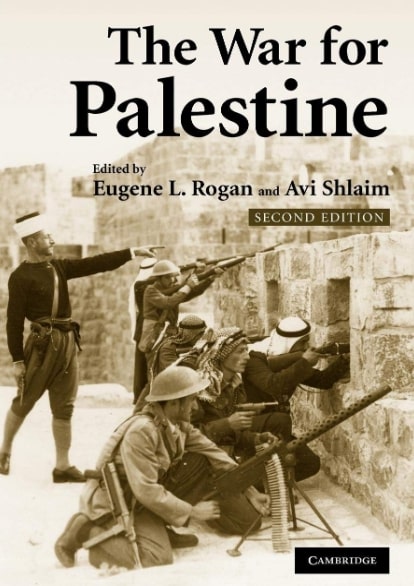 The War for
Palestine
Edited by
Eugene L. Rogan and Avi Shlaim
SECOND EDITION
CAMBRIDGE